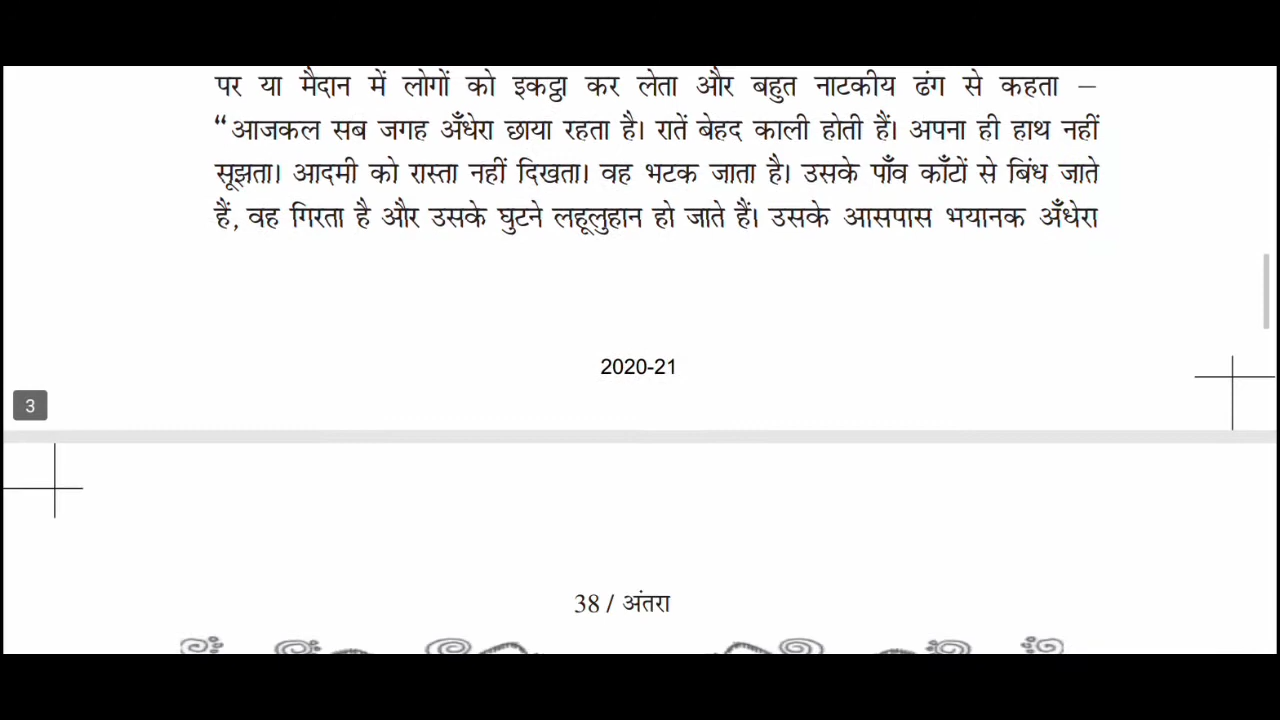 पर या मैदान में लोगों को इकट्ठा कर लेता और बहुत नाटकीय ढंग से कहता –
“आजकल सब जगह अँधेरा छाया रहता है। रातें बेहद काली होती हैं। अपना ही हाथ नहीं
सूझता। आदमी को रास्ता नहीं दिखता। वह भटक जाता है। उसके पाँव काँटों से बिंध जाते
हैं, वह गिरता है और उसके घुटने लहूलुहान हो जाते हैं। उसके आसपास भयानक अँधेरा
2020-21
3
38 / अंतरा